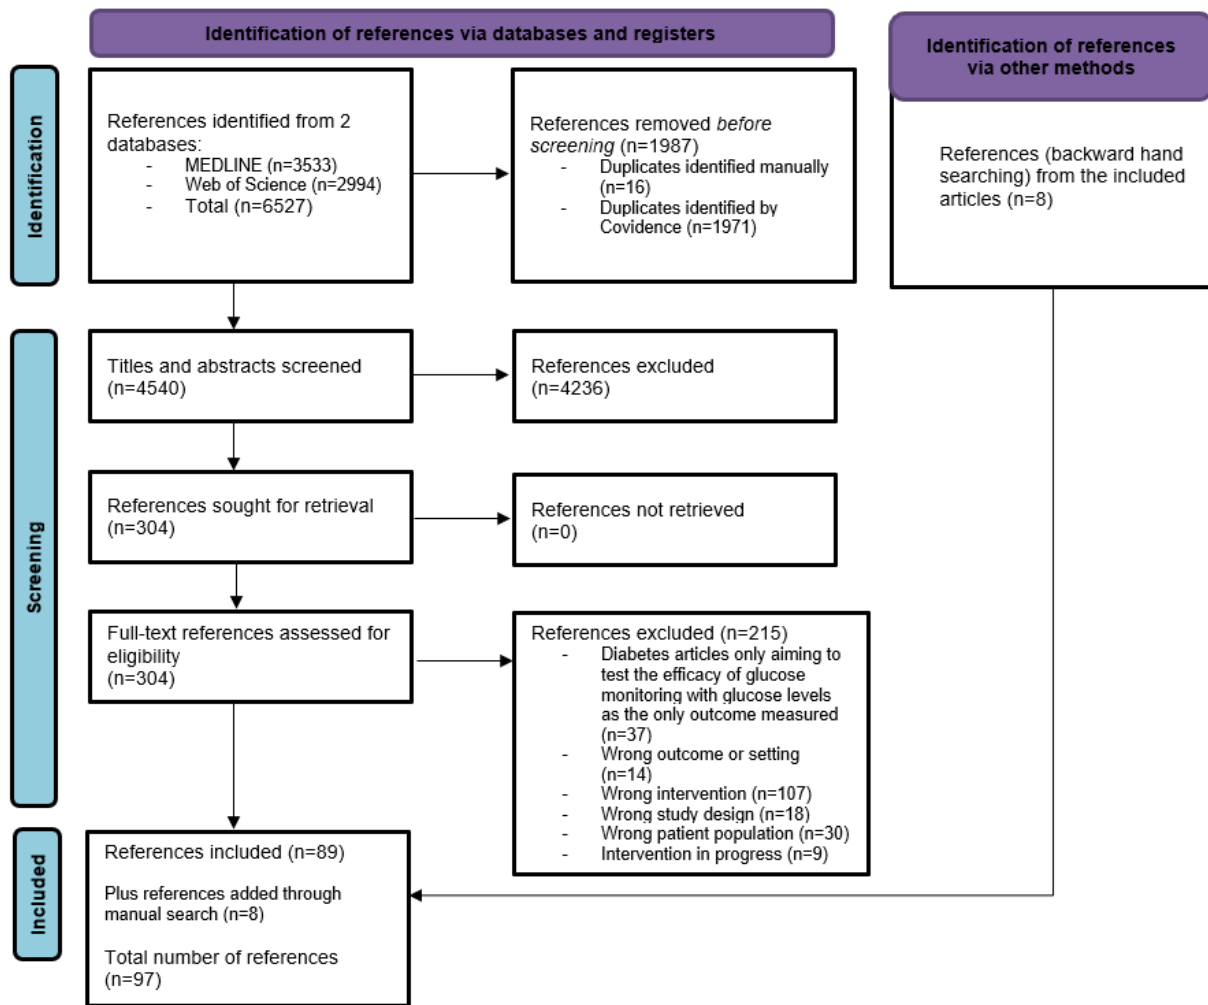 Identification of references via databases and registers
Identification of references
via other methods
Identification
References identified from 2
databases:
- MEDLINE (n=3533)
- Web of Science (n=2994)
- Total (n=6527)
References removed before
screening (n=1987)
- Duplicates identified manually
(n=16)
- Duplicates identified by
Covidence (n=1971)
References (backward hand
searching) from the included
articles (n=8)
Screening
Titles and abstracts screened
(n=4540)
References excluded
(n=4236)
References sought for retrieval
(n=304)
References not retrieved
(n=0)
Full-text references assessed for
eligibility
(n=304)
References excluded (n=215)
- Diabetes articles only aiming to
test the efficacy of glucose
monitoring with glucose levels
as the only outcome measured
(n=37)
- Wrong outcome or setting
(n=14)
- Wrong intervention (n=107)
- Wrong study design (n=18)
- Wrong patient population (n=30)
- Intervention in progress (n=9)
Included
References included (n=89)
Plus references added through
manual search (n=8)
Total number of references
(n=97)